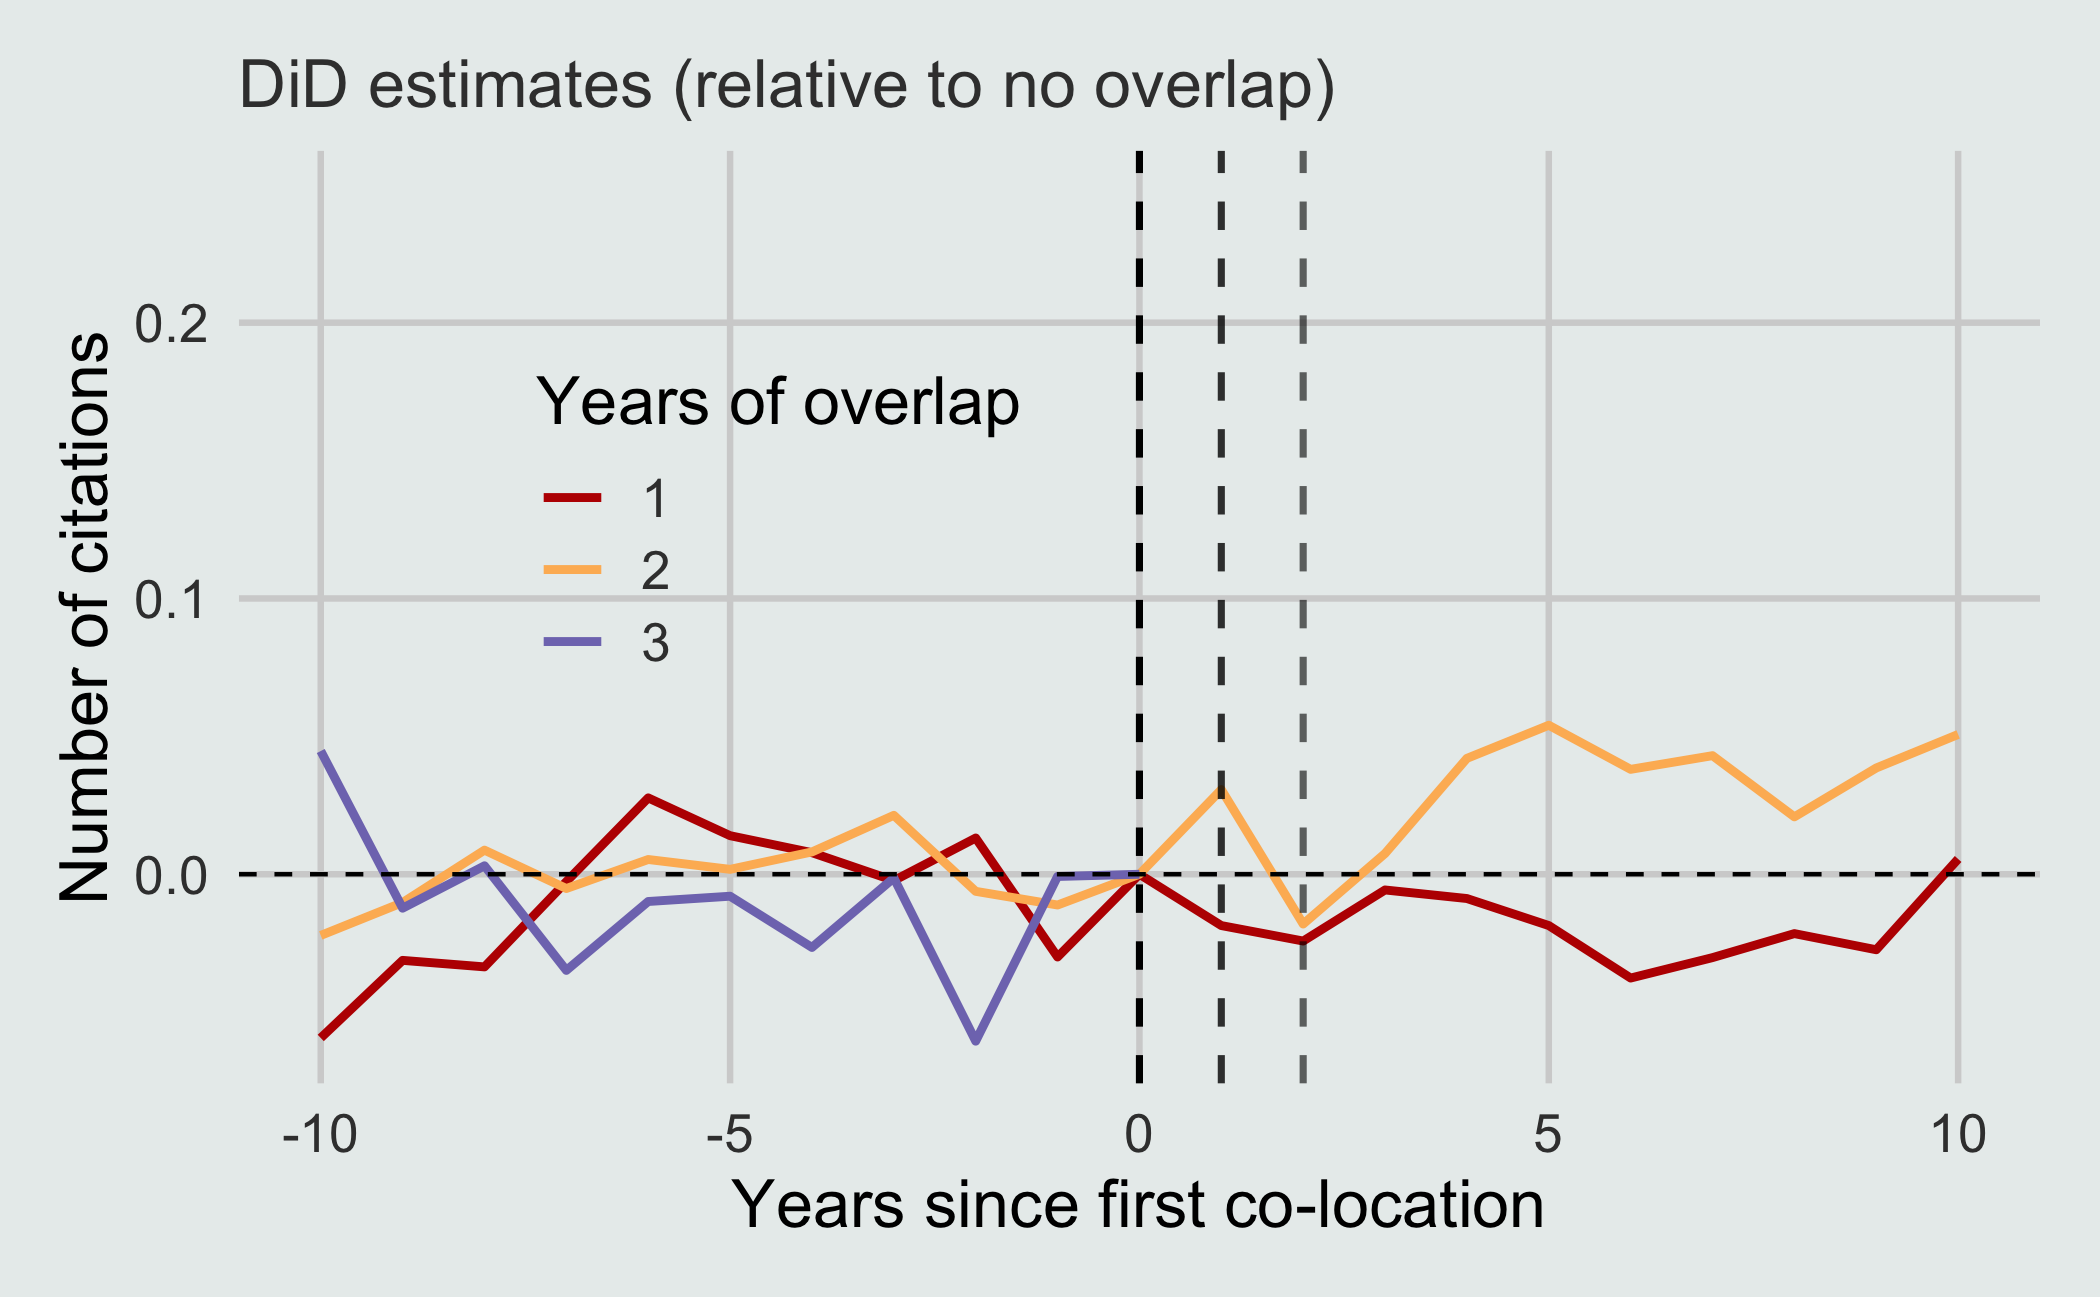 DiD estimates (relative to no overlap)
Number of citations
0.2
0.1
0.0
Years of overlap
1
2
3
-10
-5
0
5
10
Years since first co-location